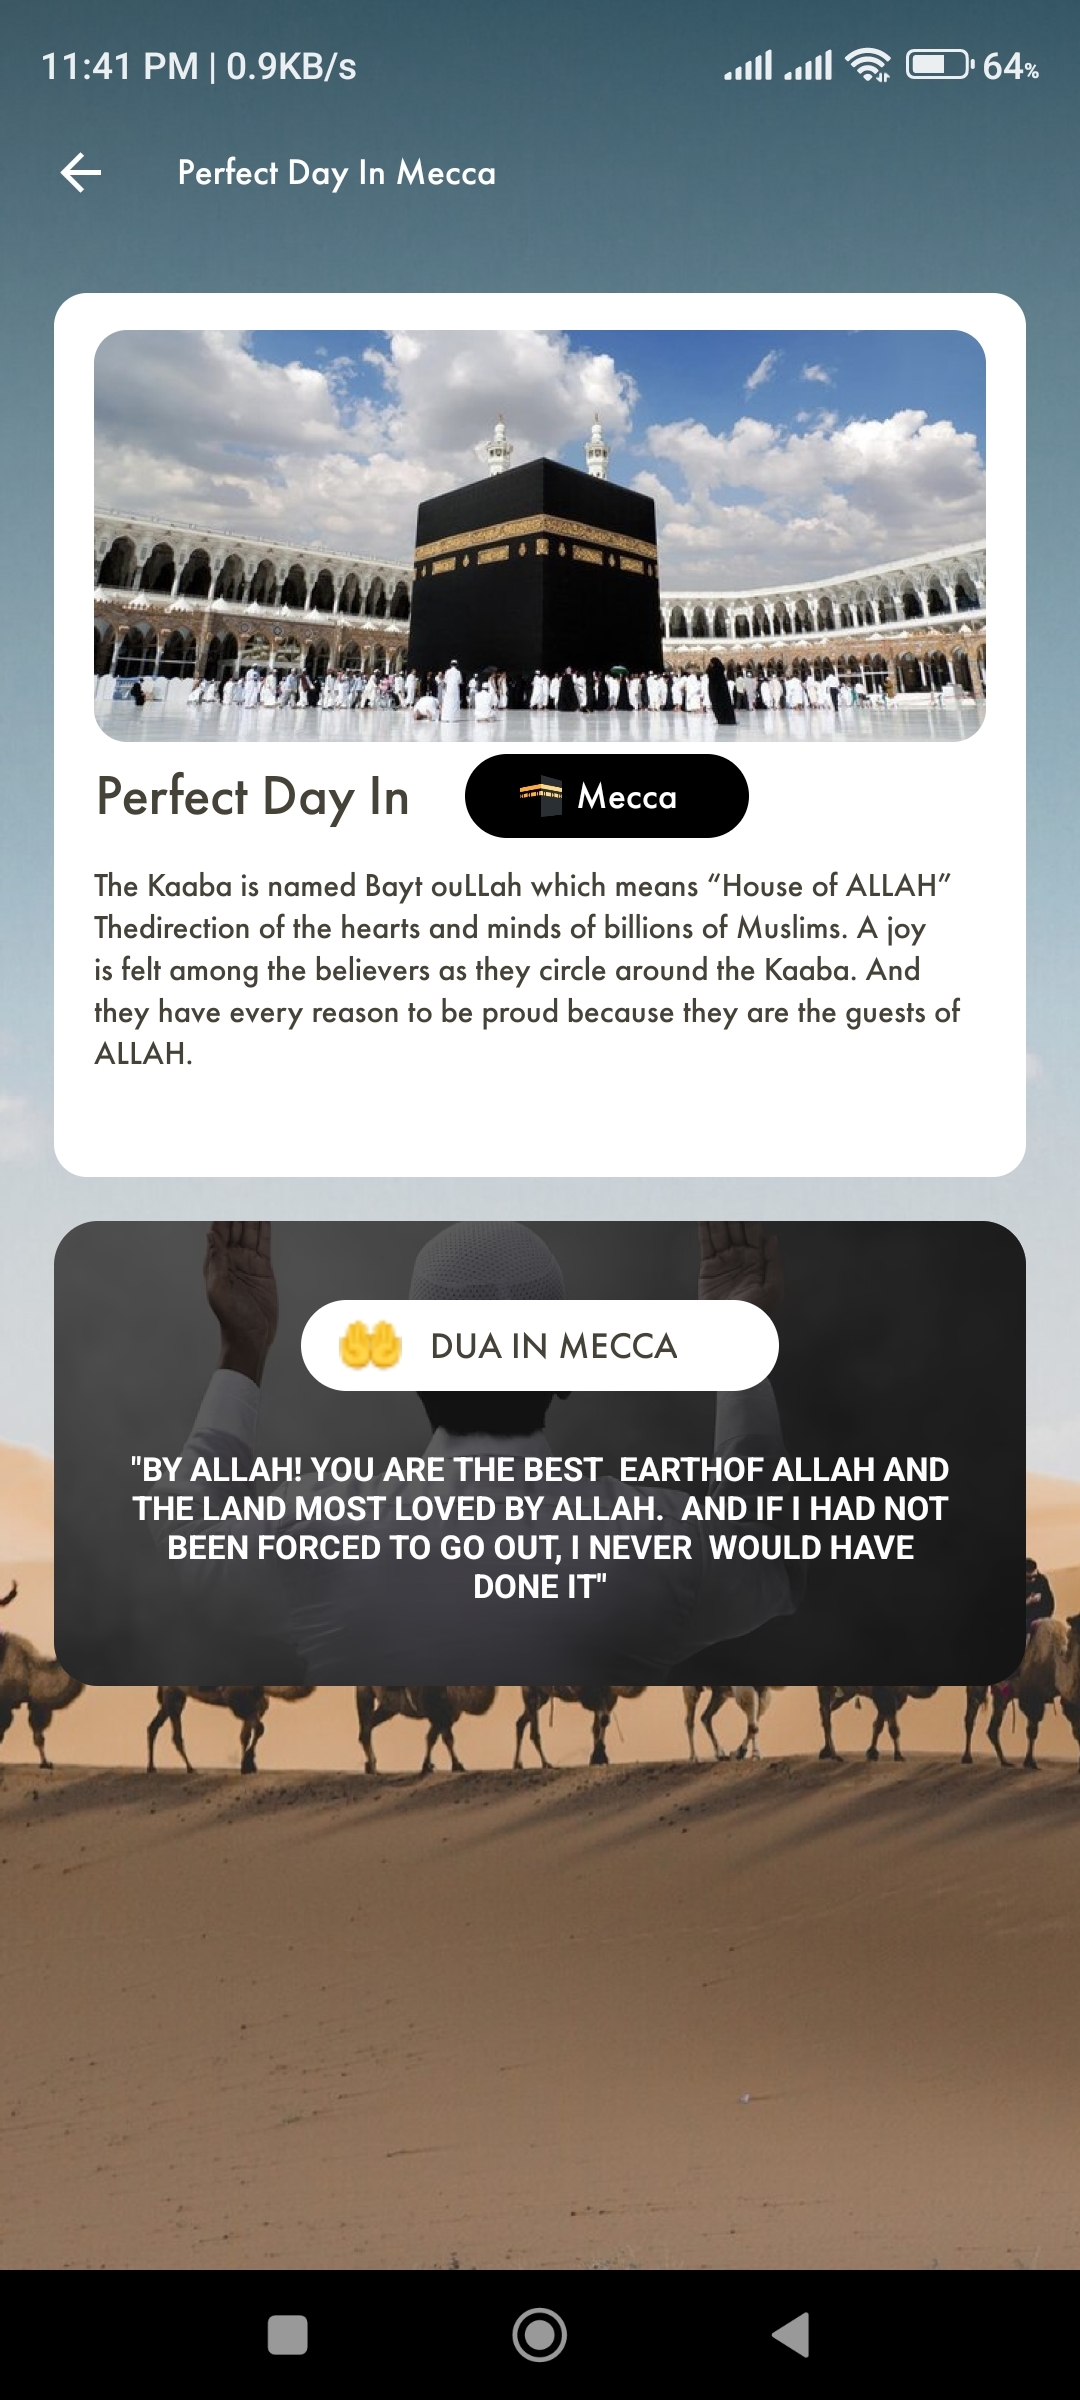 11:41 PM | 0.9KB/s 64%
Perfect Day In Mecca
Perfect Day In Mecca
The Kaaba is named Bayt ouLLah which means “House of ALLAH”
Thedirection of the hearts and minds of billions of Muslims. A joy
is felt among the believers as they circle around the Kaaba. And
they have every reason to be proud because they are the guests of
ALLAH.
DUA IN MECCA
"BY ALLAH! YOU ARE THE BEST  EARTHOF ALLAH AND
THE LAND MOST LOVED BY ALLAH.  AND IF I HAD NOT
BEEN FORCED TO GO OUT, I NEVER  WOULD HAVE
DONE IT"